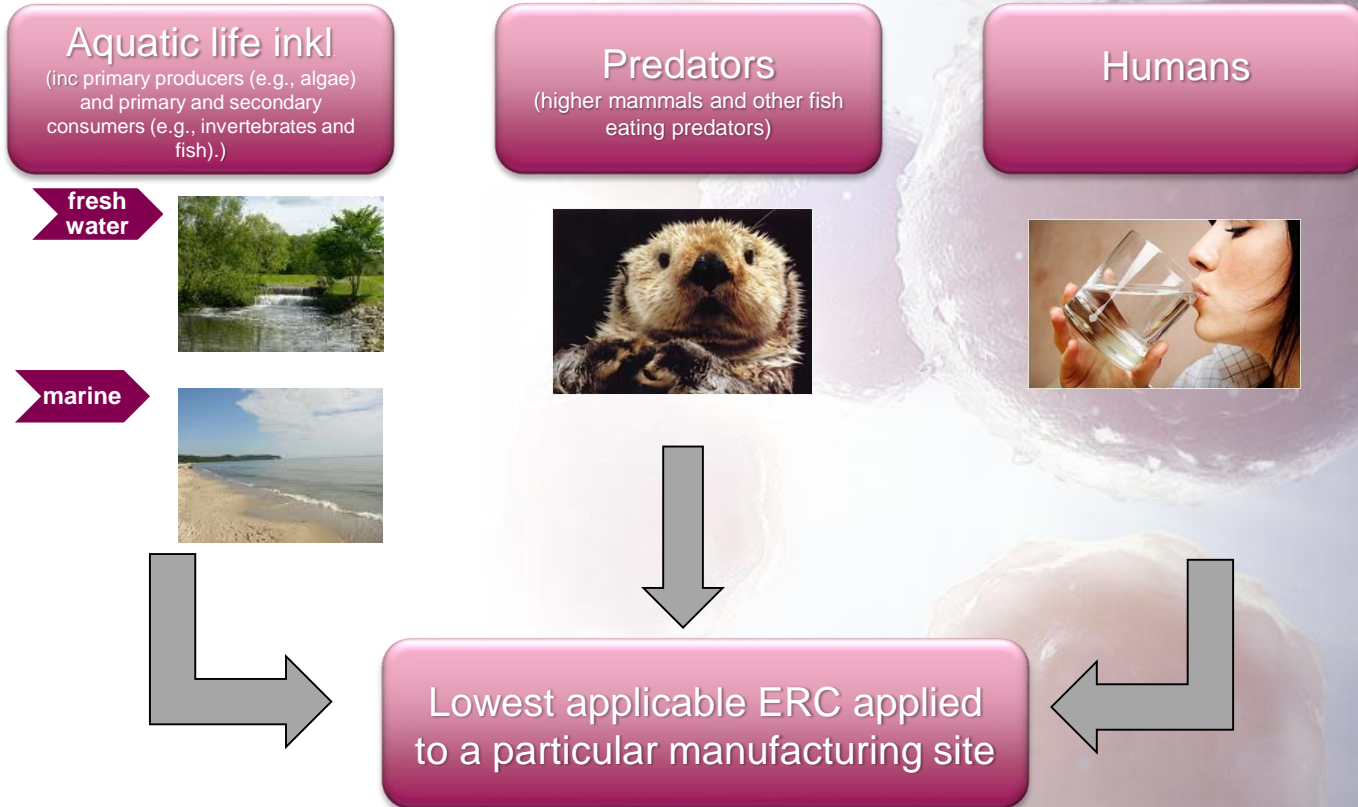 Aquatic life inkl
(inc primary producers (e.g., algae)
and primary and secondary
consumers (e.g., invertebrates and
fish).)
fresh
water
marine
Predators
(higher mammals and other fish
eating predators)
Humans
Lowest applicable ERC applied
to a particular manufacturing site